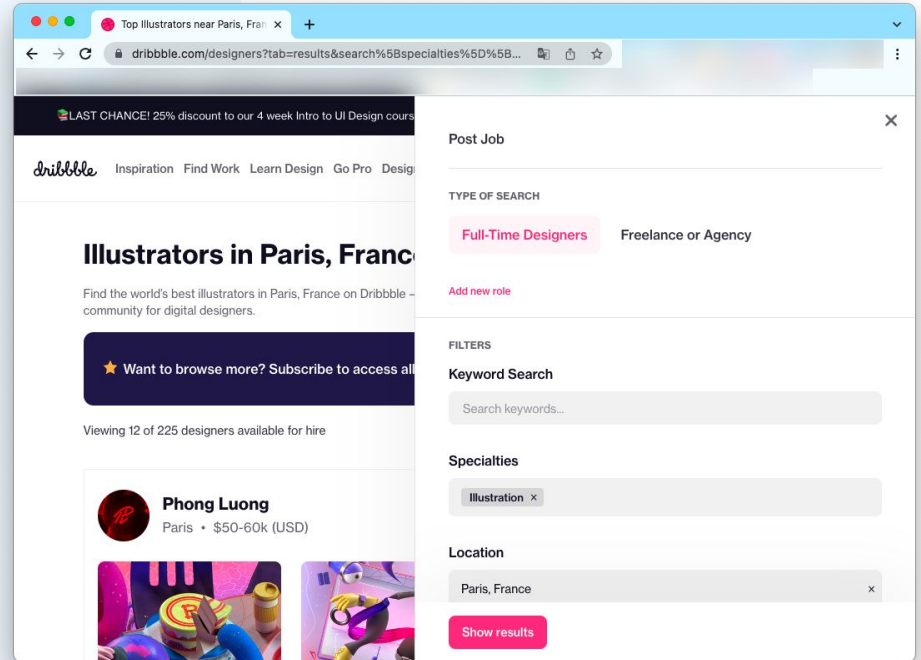 Top Illustrators near Paris, Fran
dribbble.com/designers?tab=results&search%5Bspecialties%5D%5B...
LAST CHANCE! 25% discount to our 4 week Intro to UI Design cours
dribbble
Inspiration Find Work Learn Design Go Pro Desig
Illustrators in Paris, Franc
Find the world's best illustrators in Paris, France on Dribbble –
community for digital designers.
Want to browse more? Subscribe to access all
Viewing 12 of 225 designers available for hire
Phong Luong
Paris • $50-60k (USD)
Post Job
TYPE OF SEARCH
Full-Time Designers Freelance or Agency
Add new role
FILTERS
Keyword Search
Search keywords...
Specialties
Illustration ×
Location
Paris, France ×
Show results